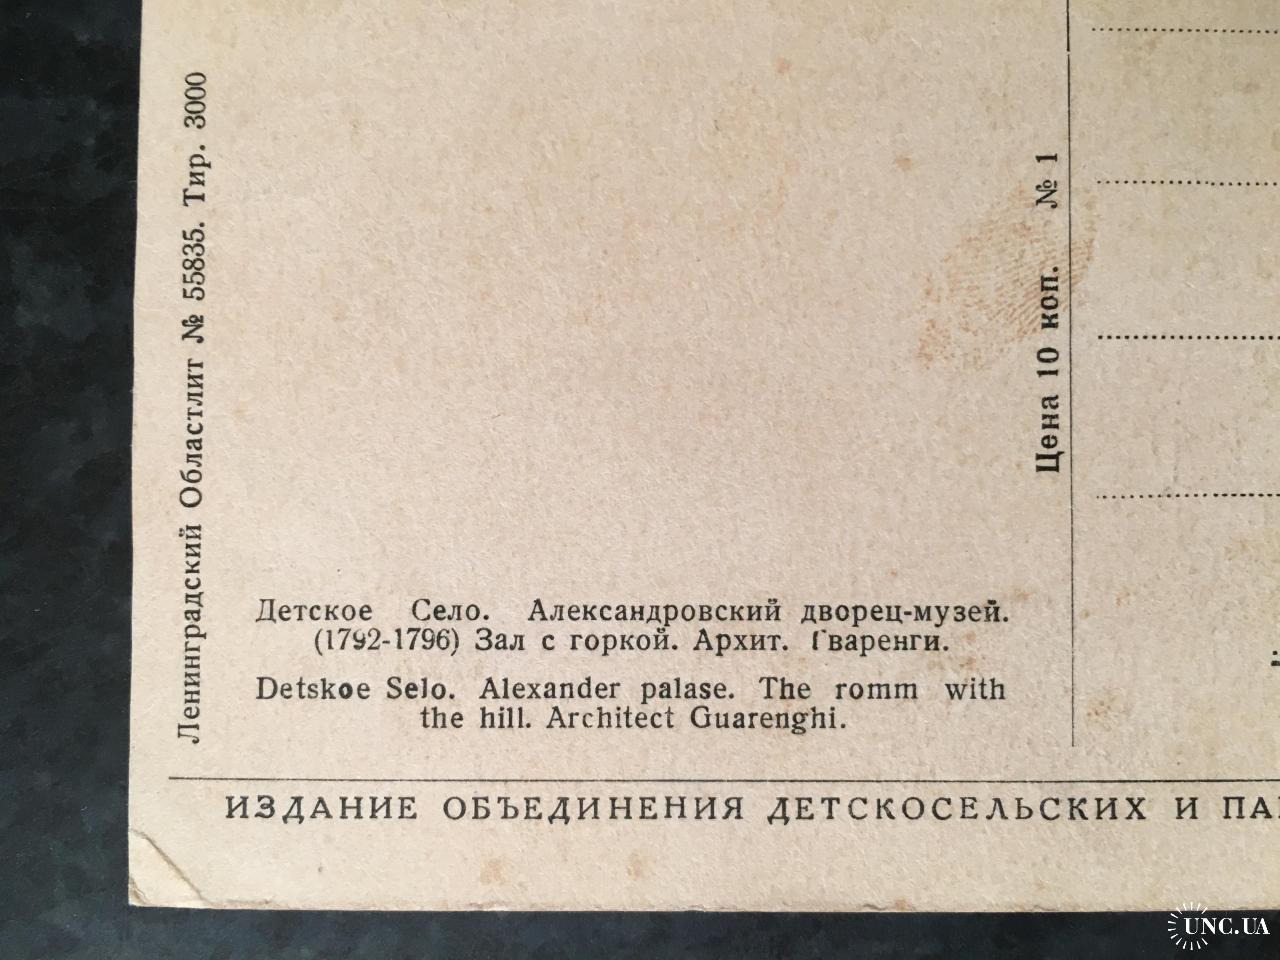 Ленинградский Областлит № 55835. Тир. 3000
Цена 10 коп. № 1
Детское Село. Александровский дворец-музей.
(1792-1796) Зал с горкой. Архит. Гваренги.
Detskoe Selo. Alexander palase. The romm with
the hill. Architect Guarenghi.
ИЗДАНИЕ ОБЪЕДИНЕНИЯ ДЕТСКОСЕЛЬСКИХ И
UNC.UA